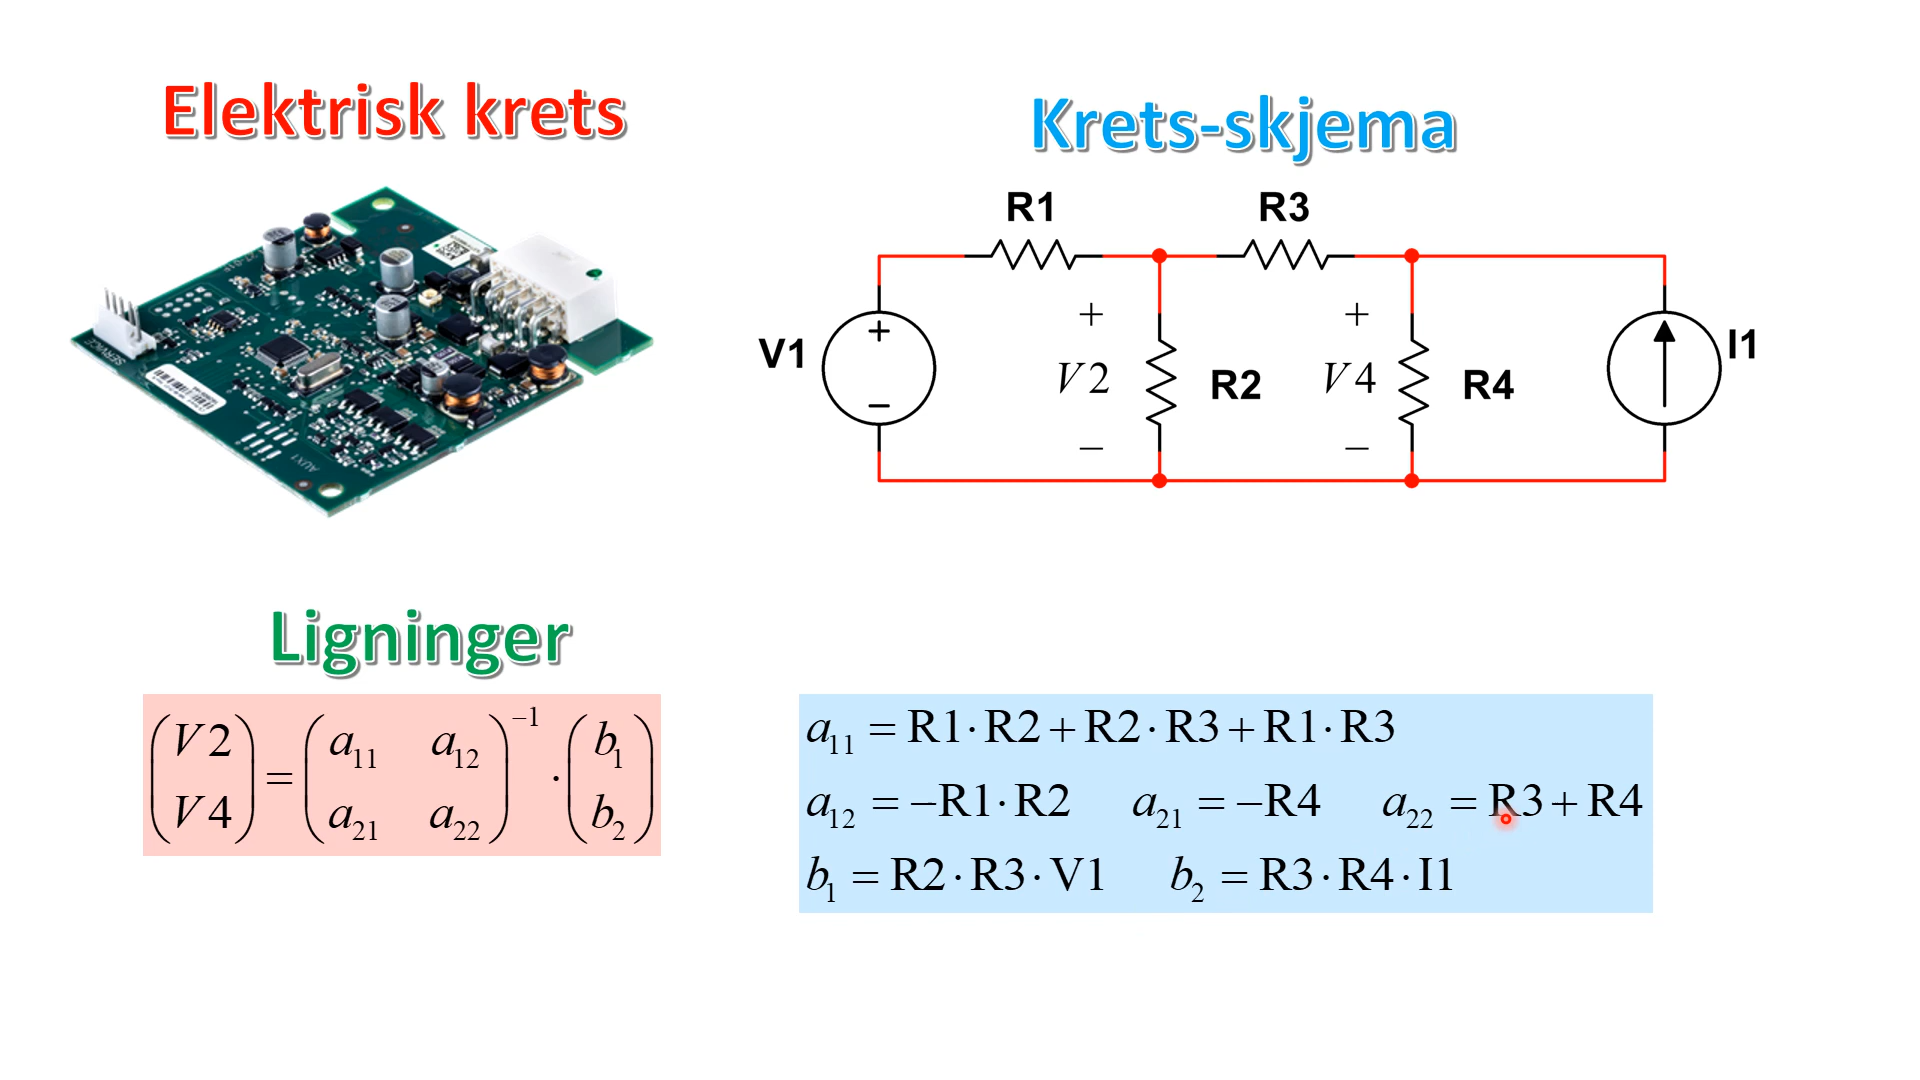 Elektrisk krets
Krets-skjema
R1 R3
V1 + − + V2 − R2 + V4 − R4 I1
SERVICE
AUX1
Ligninger
(V2 V4) = (a11 a12 a21 a22)^−1 · (b1 b2)
a11 = R1·R2+R2·R3+R1·R3
a12 = −R1·R2 a21 = −R4 a22 = R3+R4
b1 = R2·R3·V1 b2 = R3·R4·I1